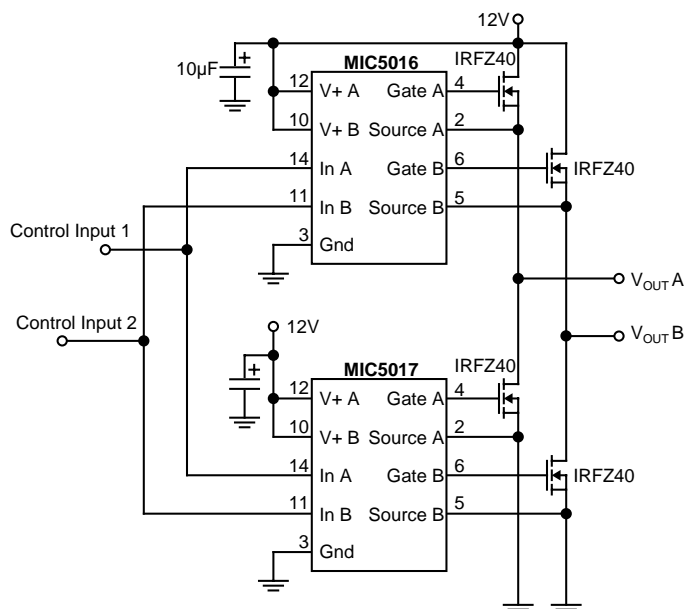 12V
IRFZ40
MIC5016
10µF
+
12 V+ A Gate A 4
10 V+ B Source A 2
14 In A Gate B 6
IRFZ40
11 In B Source B 5
3 Gnd
Control Input 1
VOUT A
Control Input 2
12V
VOUT B
IRFZ40
MIC5017
+
12 V+ A Gate A 4
10 V+ B Source A 2
14 In A Gate B 6
IRFZ40
11 In B Source B 5
3 Gnd